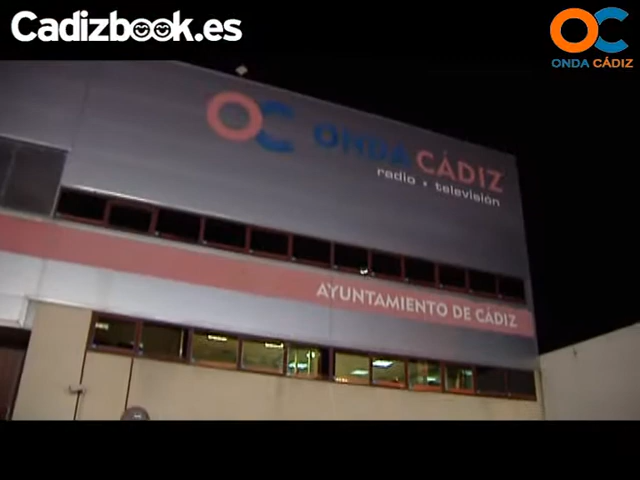 Cadizbook.es
OC
ONDA CÁDIZ
OC ONDA CÁDIZ
radio • televisión
AYUNTAMIENTO DE CÁDIZ